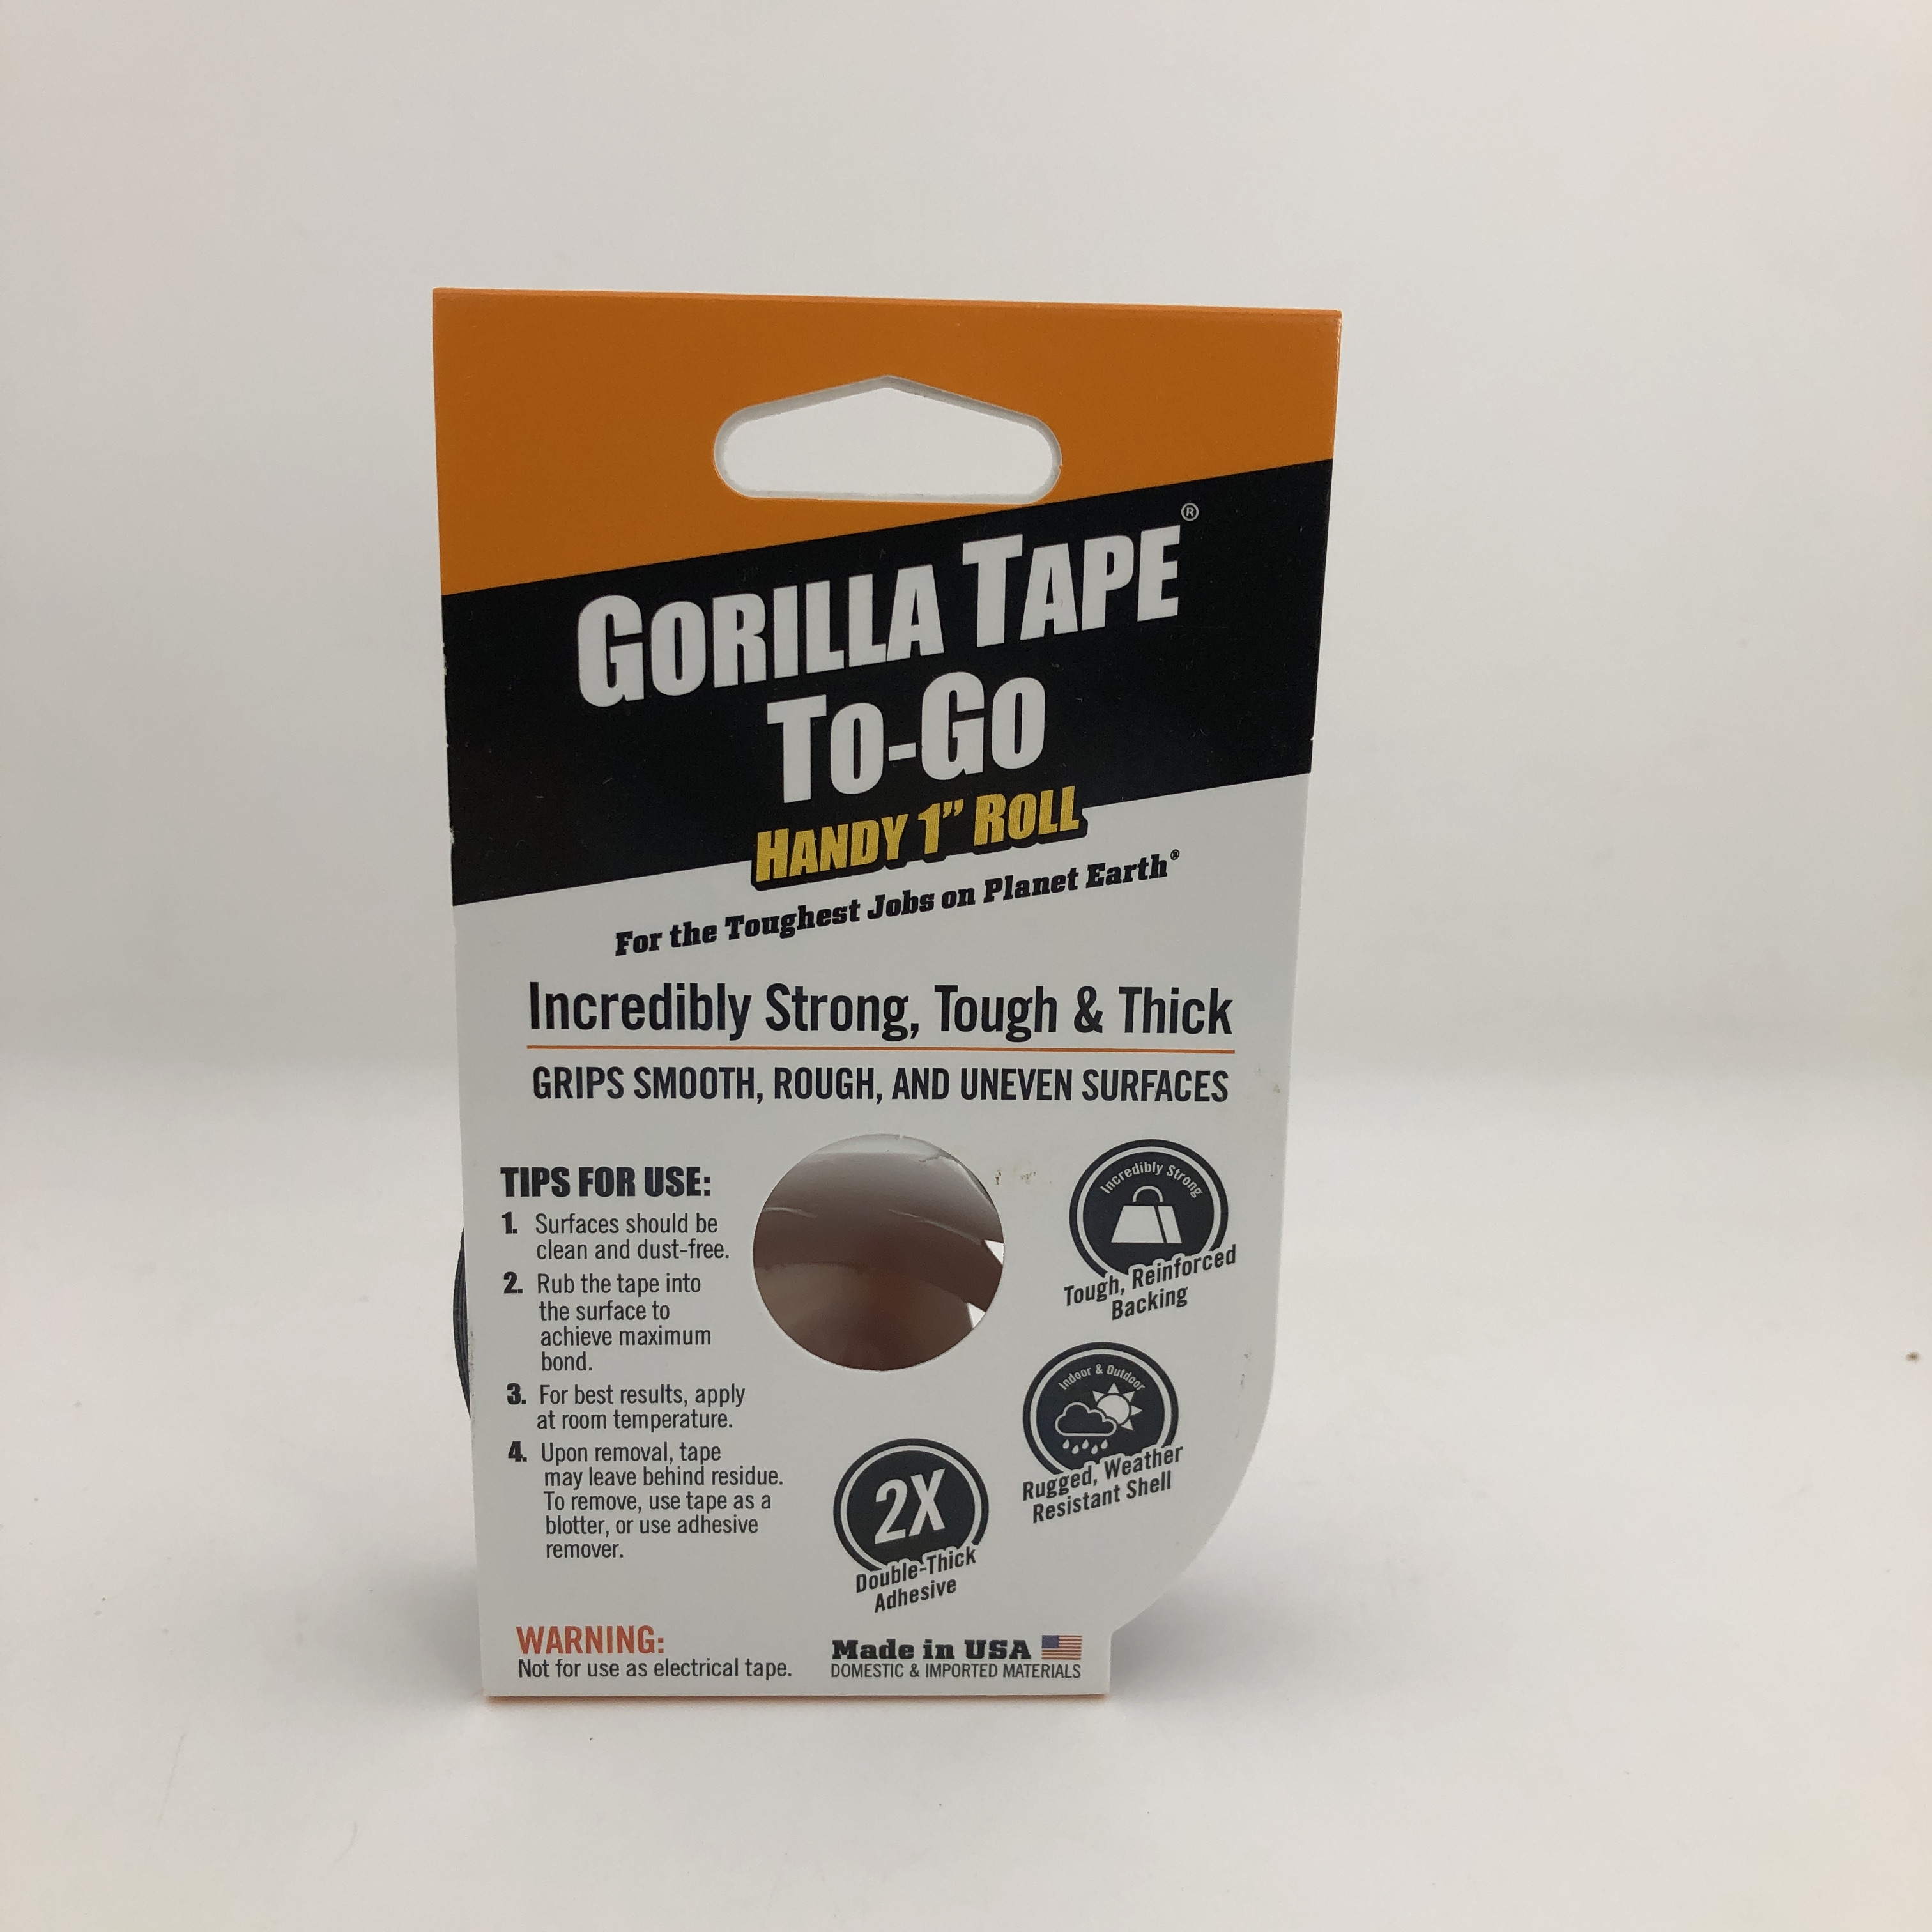 GORILLA TAPE®
TO-GO
HANDY 1” ROLL
For the Toughest Jobs on Planet Earth®
Incredibly Strong, Tough & Thick
GRIPS SMOOTH, ROUGH, AND UNEVEN SURFACES
TIPS FOR USE:
1. Surfaces should be
clean and dust-free.
2. Rub the tape into
the surface to
achieve maximum
bond.
3. For best results, apply
at room temperature.
4. Upon removal, tape
may leave behind residue.
To remove, use tape as a
blotter, or use adhesive
remover.
Incredibly Strong
Tough, Reinforced
Backing
Indoor & Outdoor
Rugged, Weather
Resistant Shell
2X
Double-Thick
Adhesive
WARNING:
Not for use as electrical tape.
Made in USA
DOMESTIC & IMPORTED MATERIALS